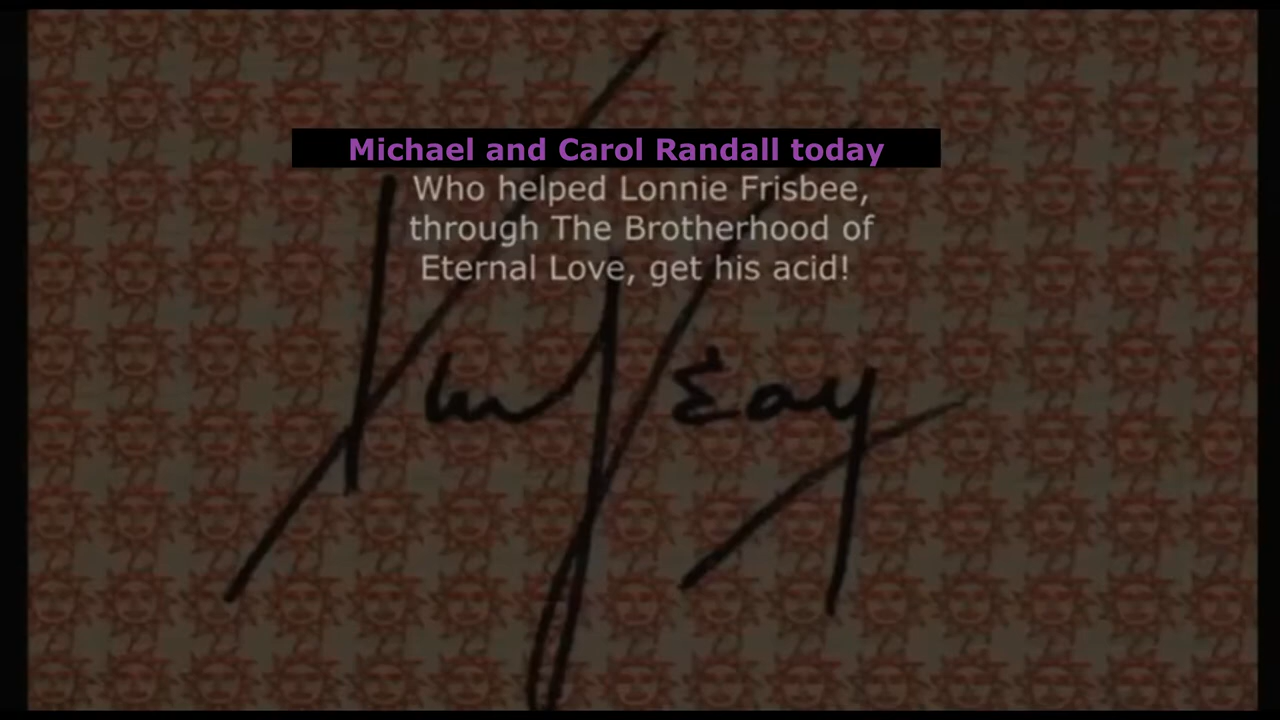 Michael and Carol Randall today
Who helped Lonnie Frisbee,
through The Brotherhood of
Eternal Love, get his acid!